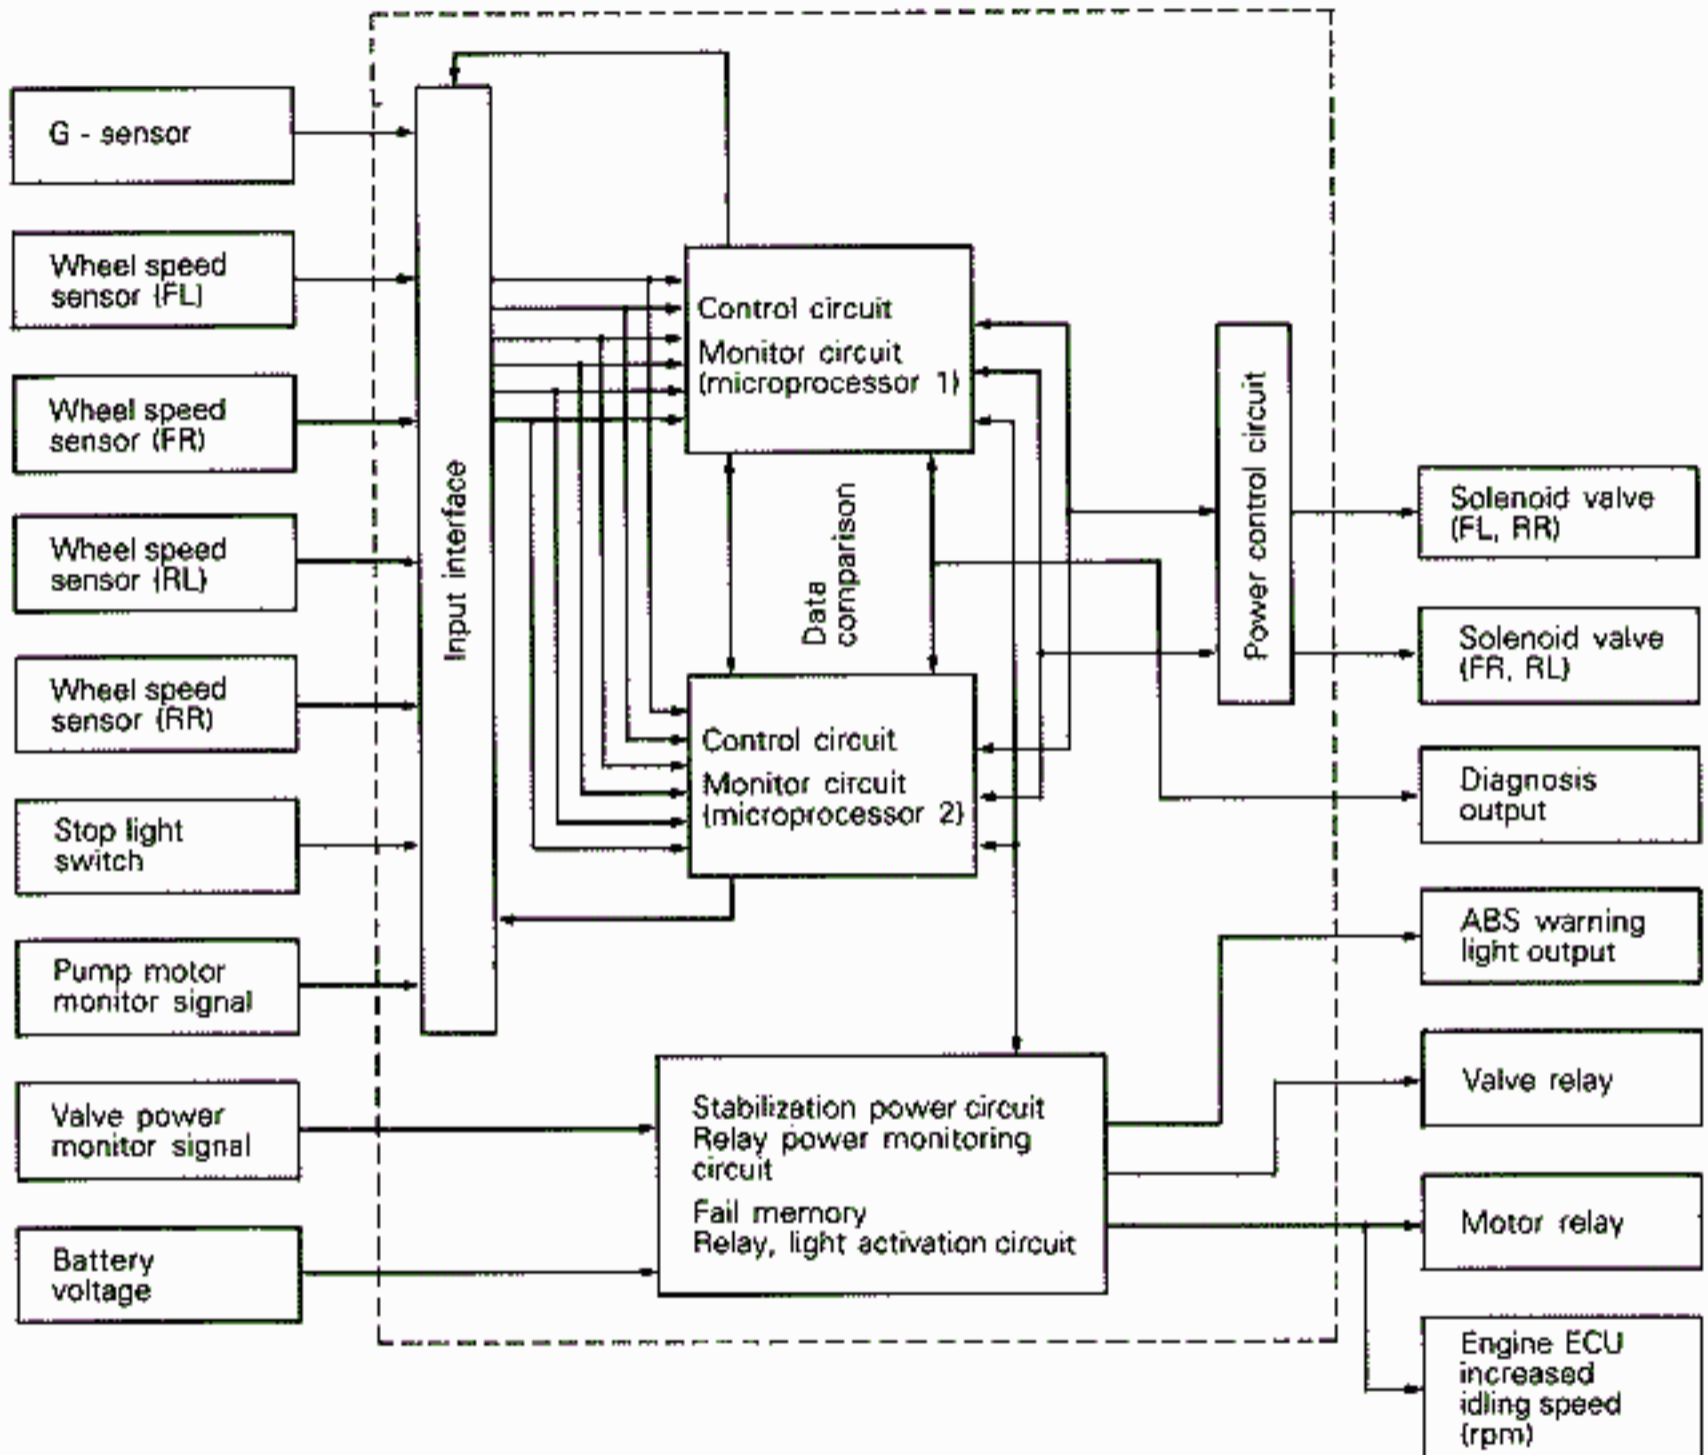 G - sensor
Wheel speed
sensor (FL)
Wheel speed
sensor (FR)
Wheel speed
sensor (RL)
Wheel speed
sensor (RR)
Stop light
switch
Pump motor
monitor signal
Valve power
monitor signal
Battery
voltage
Input interface
Control circuit
Monitor circuit
(microprocessor 1)
Data
comparison
Control circuit
Monitor circuit
(microprocessor 2)
Stabilization power circuit
Relay power monitoring
circuit
Fail memory
Relay, light activation circuit
Power control circuit
Solenoid valve
(FL, RR)
Solenoid valve
(FR, RL)
Diagnosis
output
ABS warning
light output
Valve relay
Motor relay
Engine ECU
increased
idling speed
(rpm)